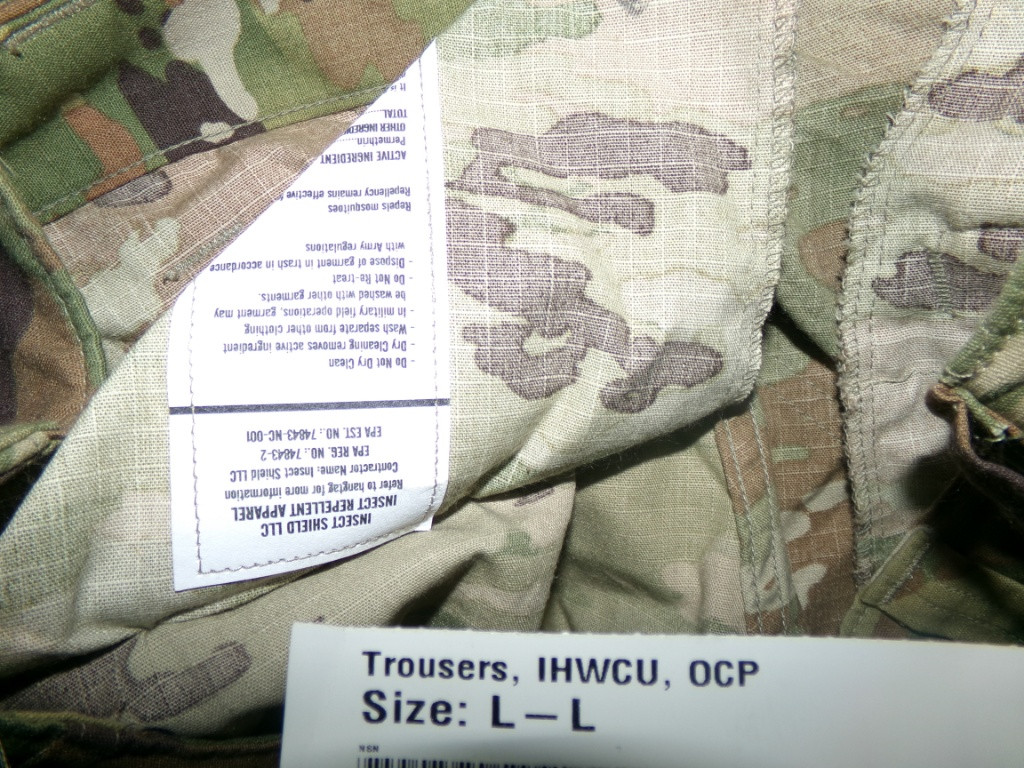 INSECT SHIELD LLC
INSECT REPELLENT APPAREL
Refer to hangtag for more information
Contractor Name: Insect Shield LLC
EPA REG. NO.: 74843-2
EPA EST. NO.: 74843-NC-001
- Do Not Dry Clean
- Dry Cleaning removes active ingredient
- Wash separate from other clothing
- In military field operations, garment may
be washed with other garments.
- Do Not Re-treat
- Dispose of garment in trash in accordance
with Army regulations
Repels mosquitoes
Repellency remains effective
ACTIVE INGREDIENT
Permethrin
OTHER
TOTAL
It is
Trousers, IHWCU, OCP
Size: L – L
NSN